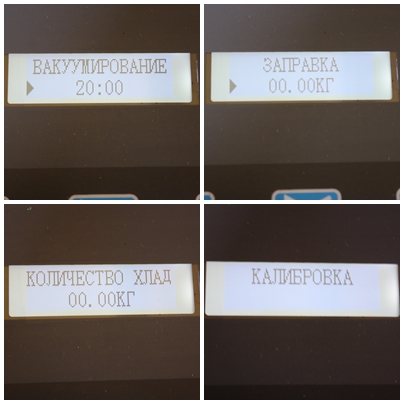 ВАКУУМИРОВАНИЕ
20:00
ЗАПРАВКА
00.00КГ
КОЛИЧЕСТВО ХЛАД
00.00КГ
КАЛИБРОВКА